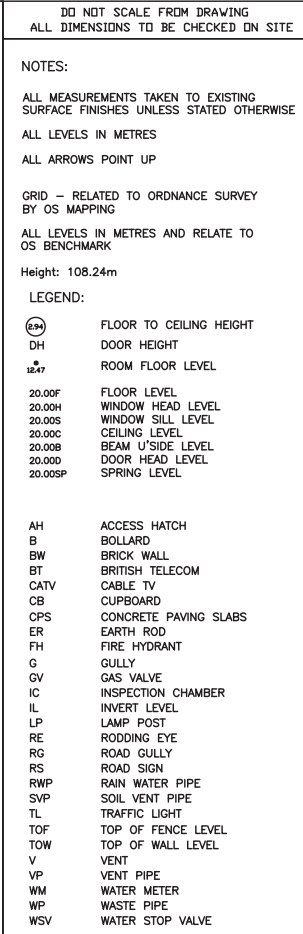 DO NOT SCALE FROM DRAWING
ALL DIMENSIONS TO BE CHECKED ON SITE
NOTES:
ALL MEASUREMENTS TAKEN TO EXISTING
SURFACE FINISHES UNLESS STATED OTHERWISE
ALL LEVELS IN METRES
ALL ARROWS POINT UP
GRID – RELATED TO ORDNANCE SURVEY
BY OS MAPPING
ALL LEVELS IN METRES AND RELATE TO
OS BENCHMARK
Height: 108.24m
LEGEND:
2.94 FLOOR TO CEILING HEIGHT
DH DOOR HEIGHT
12.47 ROOM FLOOR LEVEL
20.00F FLOOR LEVEL
20.00H WINDOW HEAD LEVEL
20.00S WINDOW SILL LEVEL
20.00C CEILING LEVEL
20.00B BEAM U'SIDE LEVEL
20.00D DOOR HEAD LEVEL
20.00SP SPRING LEVEL
AH ACCESS HATCH
B BOLLARD
BW BRICK WALL
BT BRITISH TELECOM
CATV CABLE TV
CB CUPBOARD
CPS CONCRETE PAVING SLABS
ER EARTH ROD
FH FIRE HYDRANT
G GULLY
GV GAS VALVE
IC INSPECTION CHAMBER
IL INVERT LEVEL
LP LAMP POST
RE RODDING EYE
RG ROAD GULLY
RS ROAD SIGN
RWP RAIN WATER PIPE
SVP SOIL VENT PIPE
TL TRAFFIC LIGHT
TOF TOP OF FENCE LEVEL
TOW TOP OF WALL LEVEL
V VENT
VP VENT PIPE
WM WATER METER
WP WASTE PIPE
WSV WATER STOP VALVE